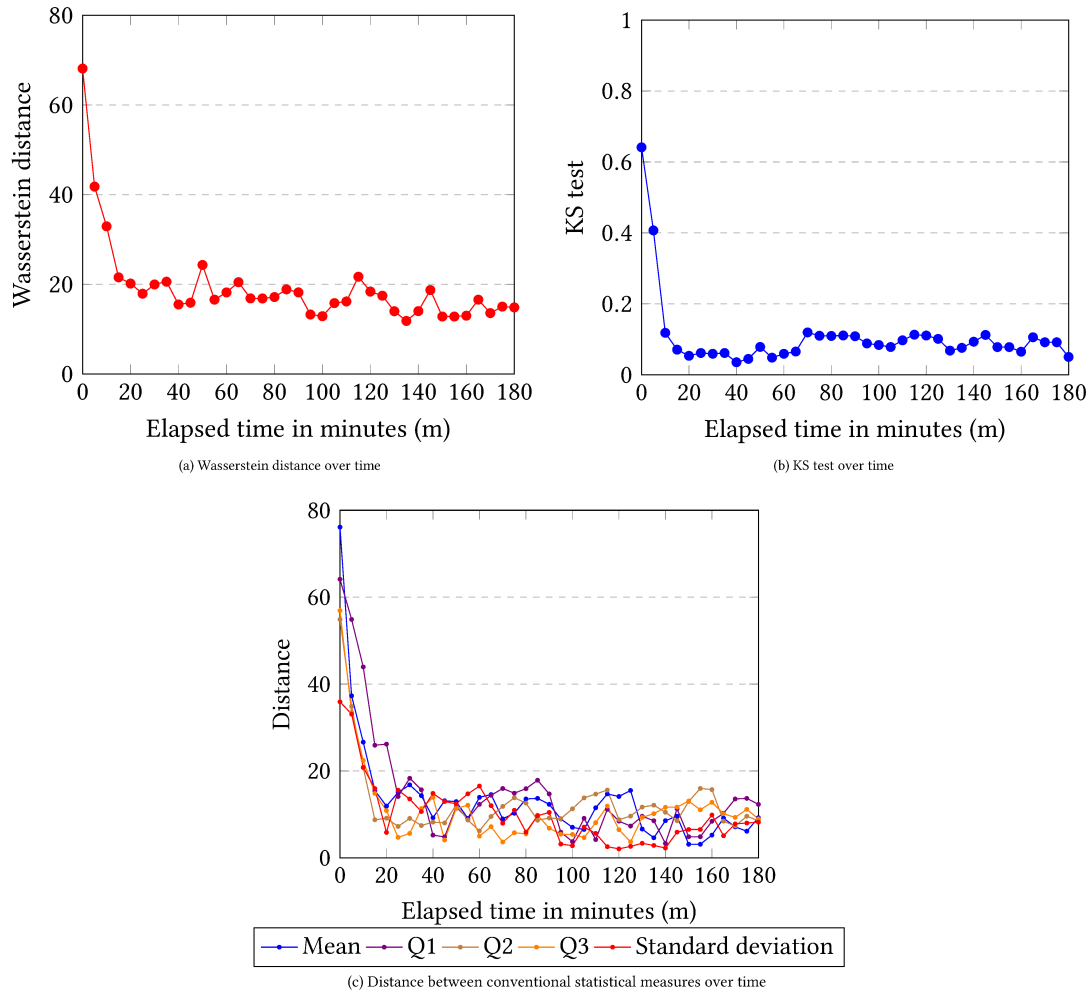 80
60
40
20
0
Wasserstein distance
0 20 40 60 80 100 120 140 160 180
Elapsed time in minutes (m)
(a) Wasserstein distance over time
1
0.8
0.6
0.4
0.2
0
KS test
0 20 40 60 80 100 120 140 160 180
Elapsed time in minutes (m)
(b) KS test over time
80
60
40
20
0
Distance
0 20 40 60 80 100 120 140 160 180
Elapsed time in minutes (m)
Mean Q1 Q2 Q3 Standard deviation
(c) Distance between conventional statistical measures over time